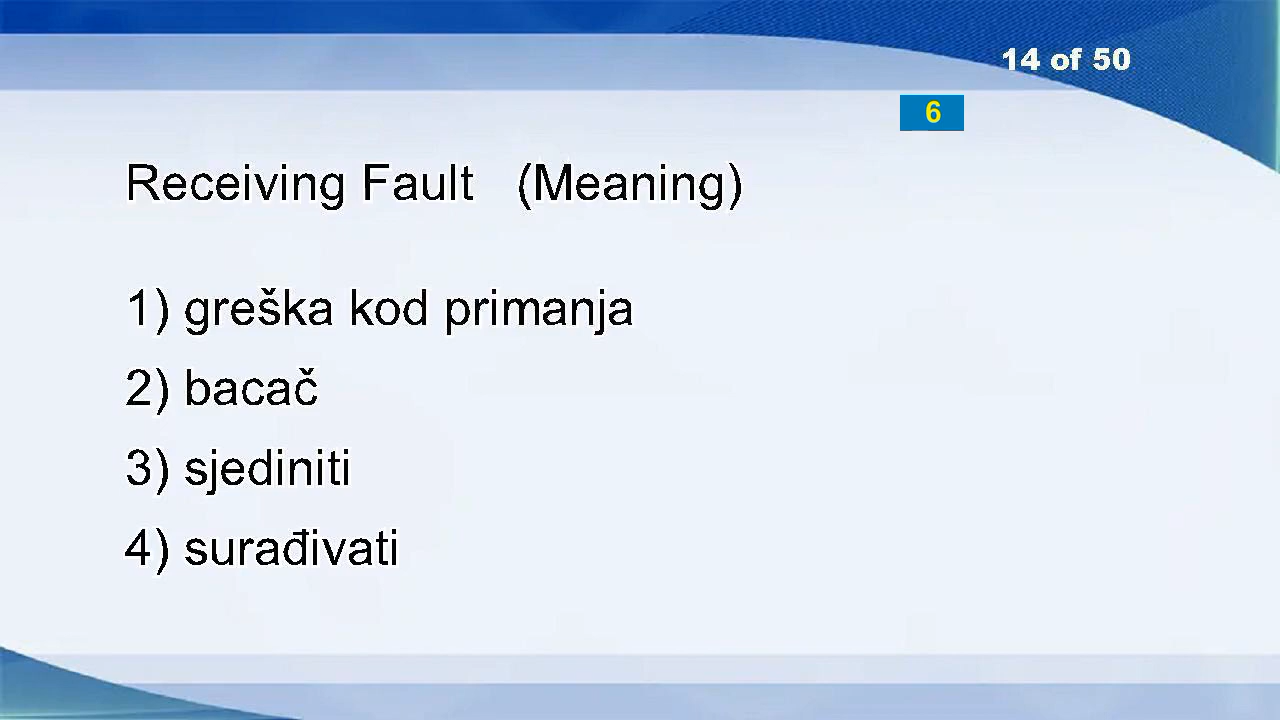 14 of 50
6
Receiving Fault (Meaning)
1) greška kod primanja
2) bacač
3) sjediniti
4) surađivati